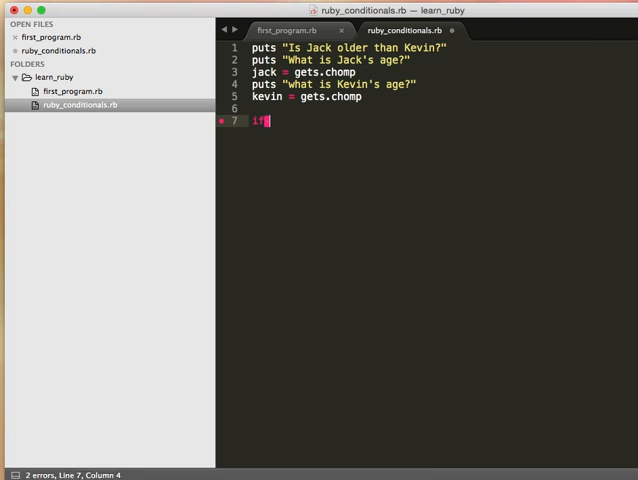 ruby_conditionals.rb — learn_ruby
OPEN FILES
first_program.rb
ruby_conditionals.rb
FOLDERS
learn_ruby
first_program.rb
ruby_conditionals.rb
first_program.rb
ruby_conditionals.rb
1 puts "Is Jack older than Kevin?"
2 puts "What is Jack's age?"
3 jack = gets.chomp
4 puts "what is Kevin's age?"
5 kevin = gets.chomp
6
7 if
2 errors, Line 7, Column 4